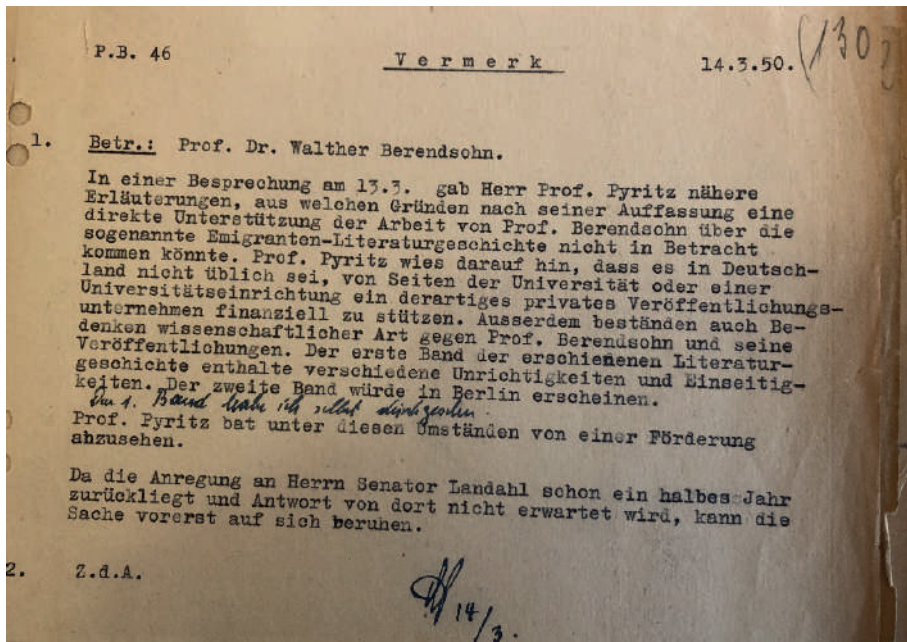 P.B. 46 Vermerk 14.3.50. (130
1. Betr.: Prof. Dr. Walther Berendsohn.
In einer Besprechung am 13.3. gab Herr Prof. Pyritz nähere
Erläuterungen, aus welchen Gründen nach seiner Auffassung eine
direkte Unterstützung der Arbeit von Prof. Berendsohn über die
sogenannte Emigranten-Literaturgeschichte nicht in Betracht
kommen könnte. Prof. Pyritz wies darauf hin, dass es in Deutsch-
land nicht üblich sei, von Seiten der Universität oder einer
Universitätseinrichtung ein derartiges privates Veröffentlichungs-
unternehmen finanziell zu stützen. Ausserdem beständen auch Be-
denken wissenschaftlicher Art gegen Prof. Berendsohn und seine
Veröffentlichungen. Der erste Band der erschienenen Literatur-
geschichte enthalte verschiedene Unrichtigkeiten und Einseitig-
keiten. Der zweite Band würde in Berlin erscheinen.
1. Band habe ich selbst durchgesehen.
Prof. Pyritz bat unter diesen Umständen von einer Förderung
abzusehen.
Da die Anregung an Herrn Senator Landahl schon ein halbes Jahr
zurückliegt und Antwort von dort nicht erwartet wird, kann die
Sache vorerst auf sich beruhen.
2. Z.d.A.
14/3.